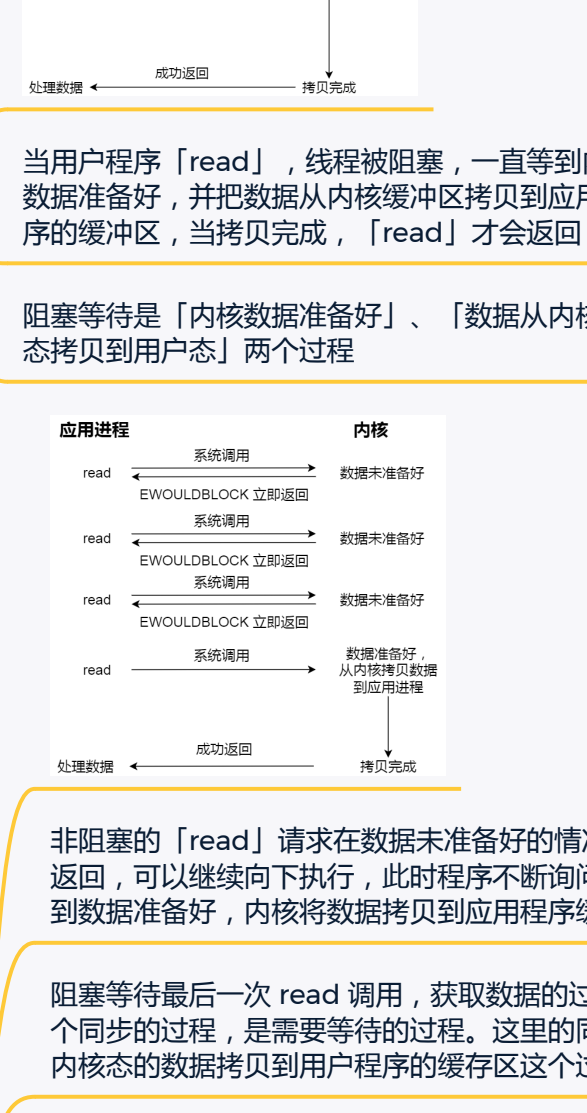 成功返回
处理数据
拷贝完成
当用户程序「read」，线程被阻塞，一直等到
数据准备好，并把数据从内核缓冲区拷贝到应用
序的缓冲区，当拷贝完成，「read」才会返回
阻塞等待是「内核数据准备好」、「数据从内核
态拷贝到用户态」两个过程
应用进程 内核
系统调用
read 数据未准备好
EWOULDBLOCK 立即返回
系统调用
read 数据未准备好
EWOULDBLOCK 立即返回
系统调用
read 数据未准备好
EWOULDBLOCK 立即返回
系统调用
read
数据准备好，
从内核拷贝数据
到应用进程
成功返回
处理数据 拷贝完成
非阻塞的「read」请求在数据未准备好的情
返回，可以继续向下执行，此时程序不断询
到数据准备好，内核将数据拷贝到应用程序
阻塞等待最后一次 read 调用，获取数据的
个同步的过程，是需要等待的过程。这里的
内核态的数据拷贝到用户程序的缓存区这个